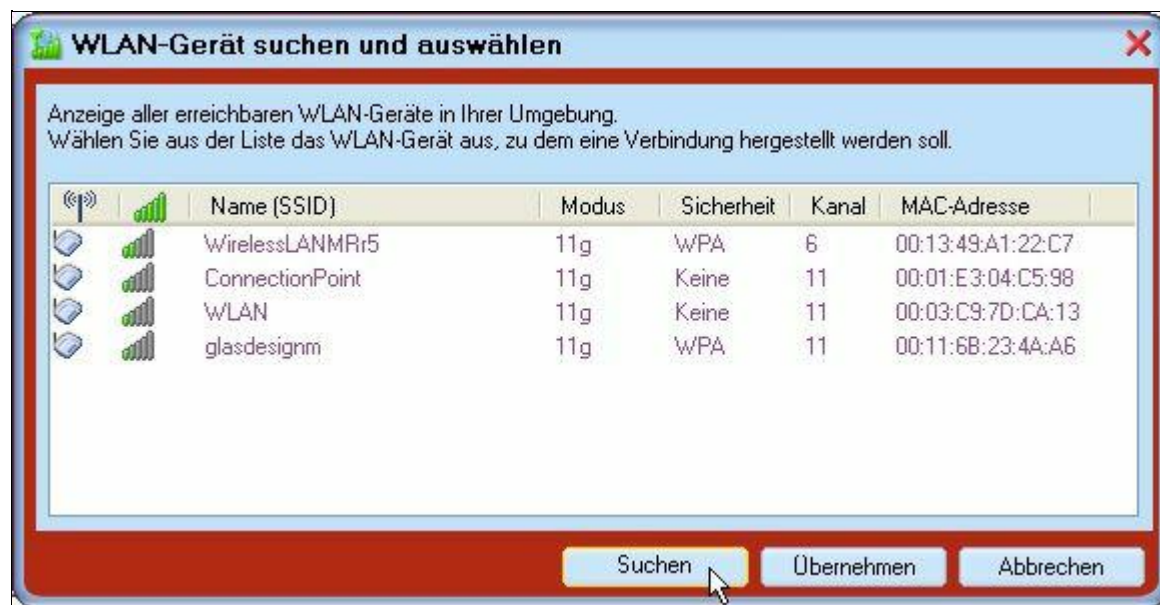 WLAN-Gerät suchen und auswählen
Anzeige aller erreichbaren WLAN-Geräte in Ihrer Umgebung.
Wählen Sie aus der Liste das WLAN-Gerät aus, zu dem eine Verbindung hergestellt werden soll.
Name (SSID) Modus Sicherheit Kanal MAC-Adresse
WirelessLANMRr5 11g WPA 6 00:13:49:A1:22:C7
ConnectionPoint 11g Keine 11 00:01:E3:04:C5:98
WLAN 11g Keine 11 00:03:C9:7D:CA:13
glasdesignm 11g WPA 11 00:11:6B:23:4A:A6
Suchen Übernehmen Abbrechen